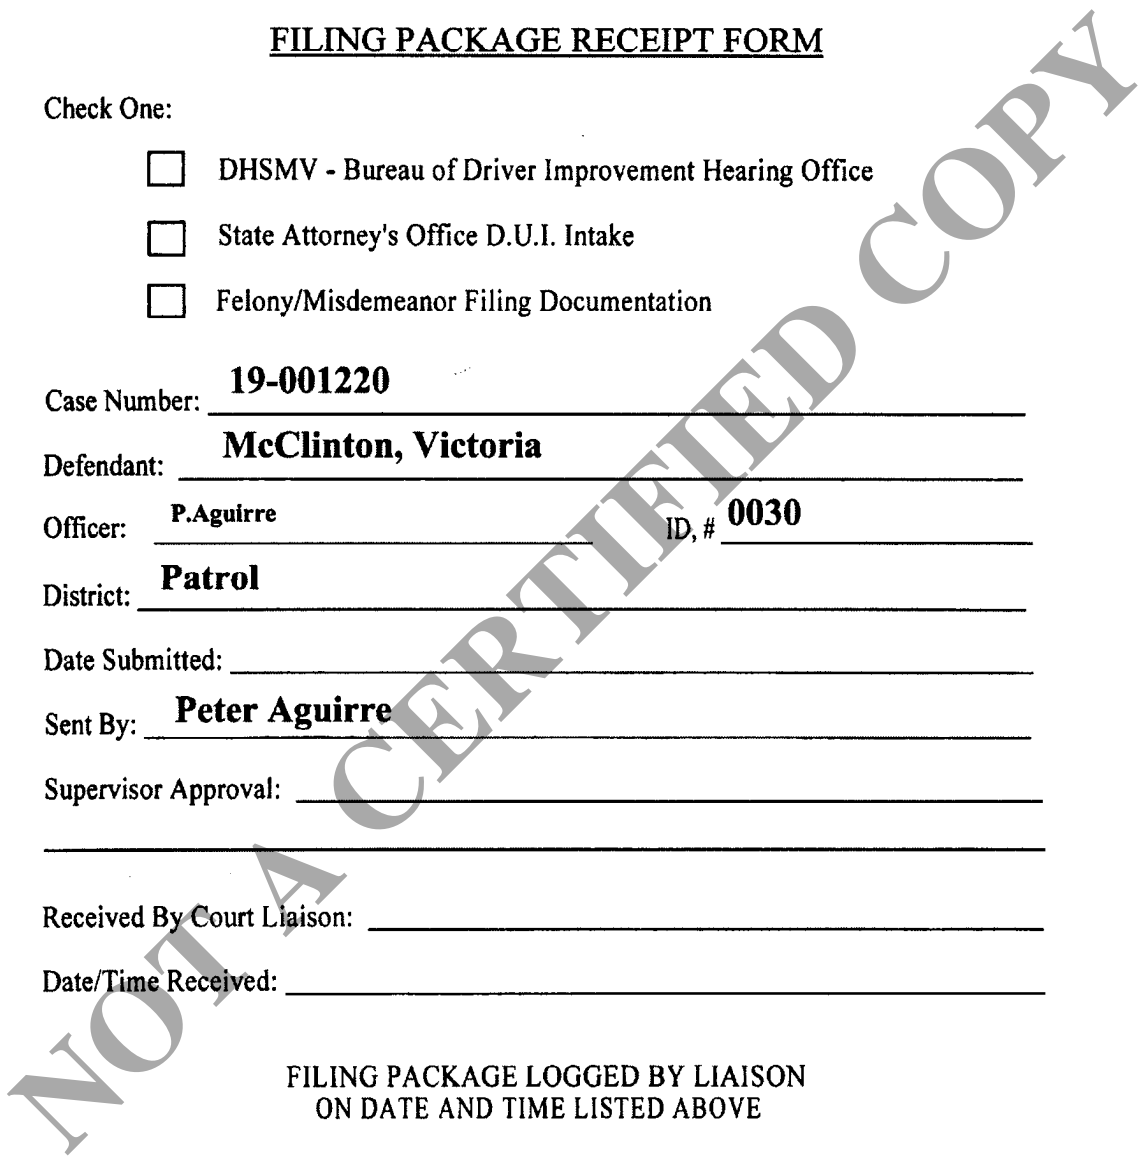 FILING PACKAGE RECEIPT FORM
Check One:
DHSMV - Bureau of Driver Improvement Hearing Office
State Attorney's Office D.U.I. Intake
Felony/Misdemeanor Filing Documentation
Case Number: 19-001220
Defendant: McClinton, Victoria
Officer: P.Aguirre ID, # 0030
District: Patrol
Date Submitted:
Sent By: Peter Aguirre
Supervisor Approval:
Received By Court Liaison:
Date/Time Received:
FILING PACKAGE LOGGED BY LIAISON
ON DATE AND TIME LISTED ABOVE
NOT A CERTIFIED COPY